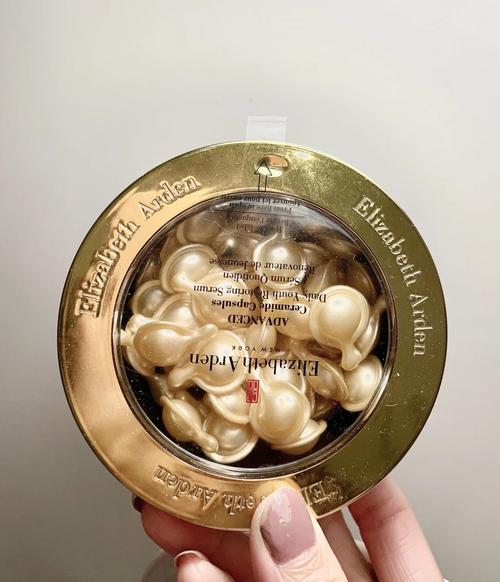 Elizabeth Arden
Elizabeth Arden
Elizabeth Arden
ElizabethArden
NEW YORK
ADVANCED
Ceramide Capsules
Daily Youth Restoring Serum
Sérum Quotidien
Rénovateur de Jeunesse